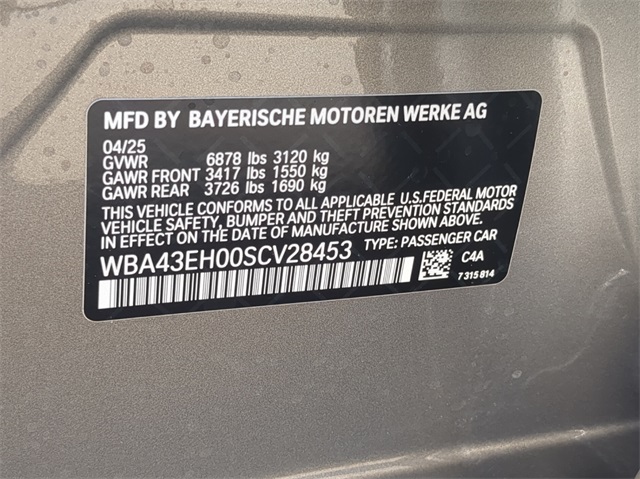 MFD BY BAYERISCHE MOTOREN WERKE AG
04/25
GVWR 6878 lbs 3120 kg
GAWR FRONT 3417 lbs 1550 kg
GAWR REAR 3726 lbs 1690 kg
THIS VEHICLE CONFORMS TO ALL APPLICABLE U.S.FEDERAL MOTOR
VEHICLE SAFETY, BUMPER AND THEFT PREVENTION STANDARDS
IN EFFECT ON THE DATE OF MANUFACTURE SHOWN ABOVE.
WBA43EH00SCV28453 TYPE: PASSENGER CAR
C4A
7 315 814